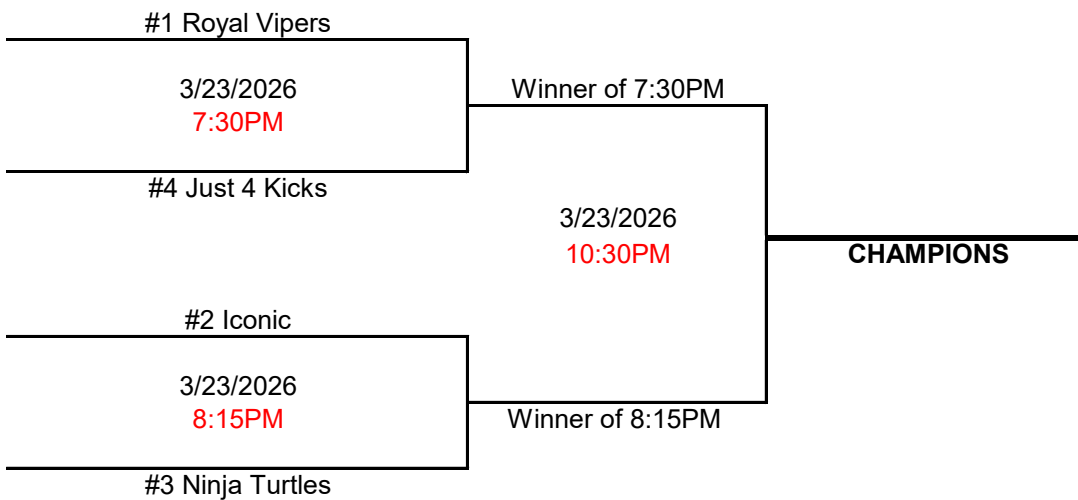 #1 Royal Vipers
3/23/2026
7:30PM
#4 Just 4 Kicks
Winner of 7:30PM
3/23/2026
10:30PM
CHAMPIONS
#2 Iconic
3/23/2026
8:15PM
#3 Ninja Turtles
Winner of 8:15PM